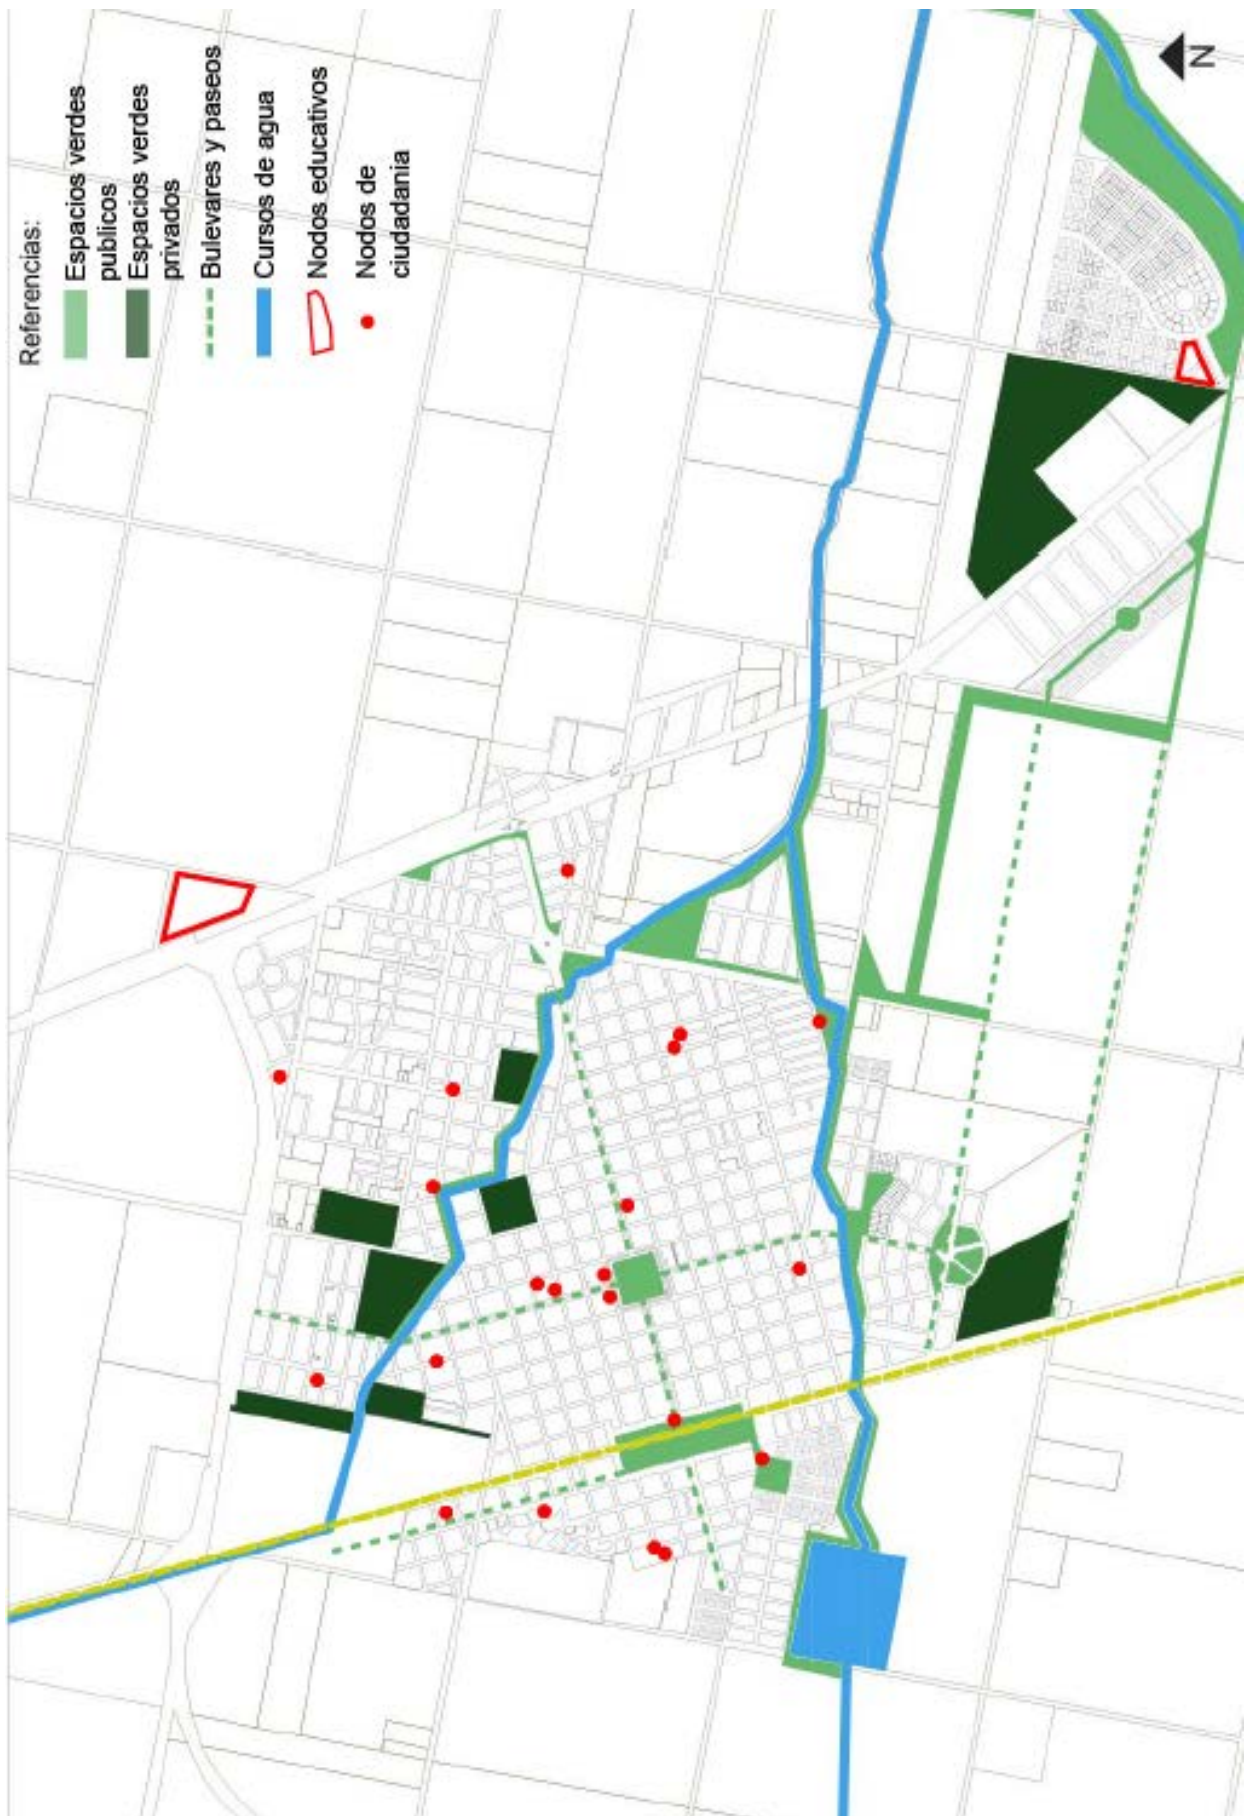 Referencias:
Espacios verdes
publicos
Espacios verdes
privados
Bulevares y paseos
Cursos de agua
Nodos educativos
Nodos de
ciudadania
N